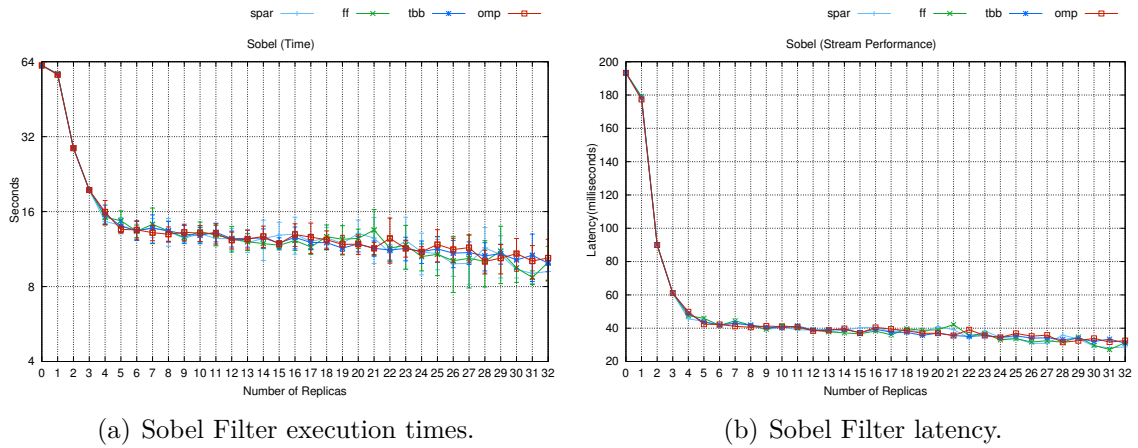 spar ff tbb omp
Sobel (Time)
64
32
16
8
4
Seconds
0 1 2 3 4 5 6 7 8 9 10 11 12 13 14 15 16 17 18 19 20 21 22 23 24 25 26 27 28 29 30 31 32
Number of Replicas
(a) Sobel Filter execution times.
spar ff tbb omp
Sobel (Stream Performance)
200
180
160
140
120
100
80
60
40
20
Latency(milliseconds)
0 1 2 3 4 5 6 7 8 9 10 11 12 13 14 15 16 17 18 19 20 21 22 23 24 25 26 27 28 29 30 31 32
Number of Replicas
(b) Sobel Filter latency.